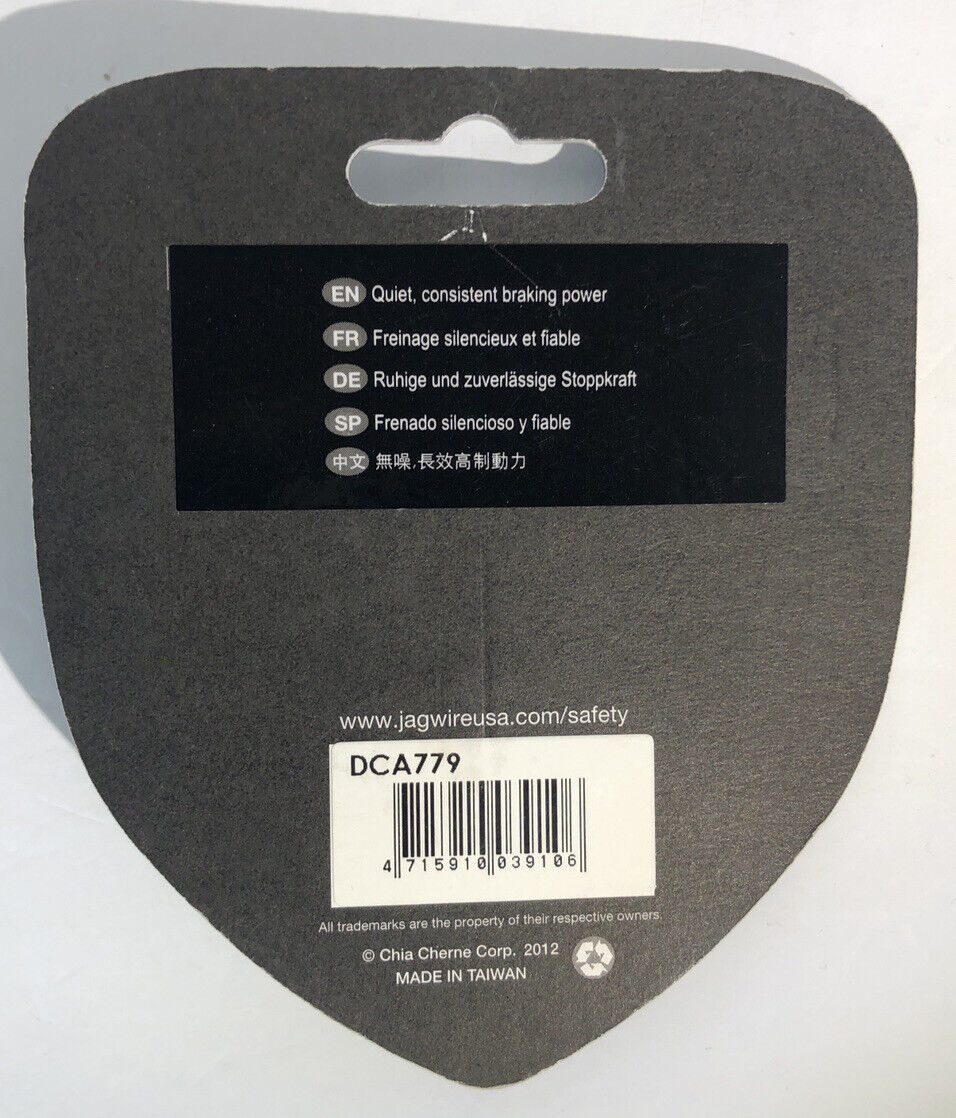 EN Quiet, consistent braking power
FR Freinage silencieux et fiable
DE Ruhige und zuverlässige Stoppkraft
SP Frenado silencioso y fiable
中文 無噪,長效高制動力
www.jagwireusa.com/safety
DCA779
4 715910 039106
All trademarks are the property of their respective owners.
© Chia Cherne Corp. 2012
MADE IN TAIWAN